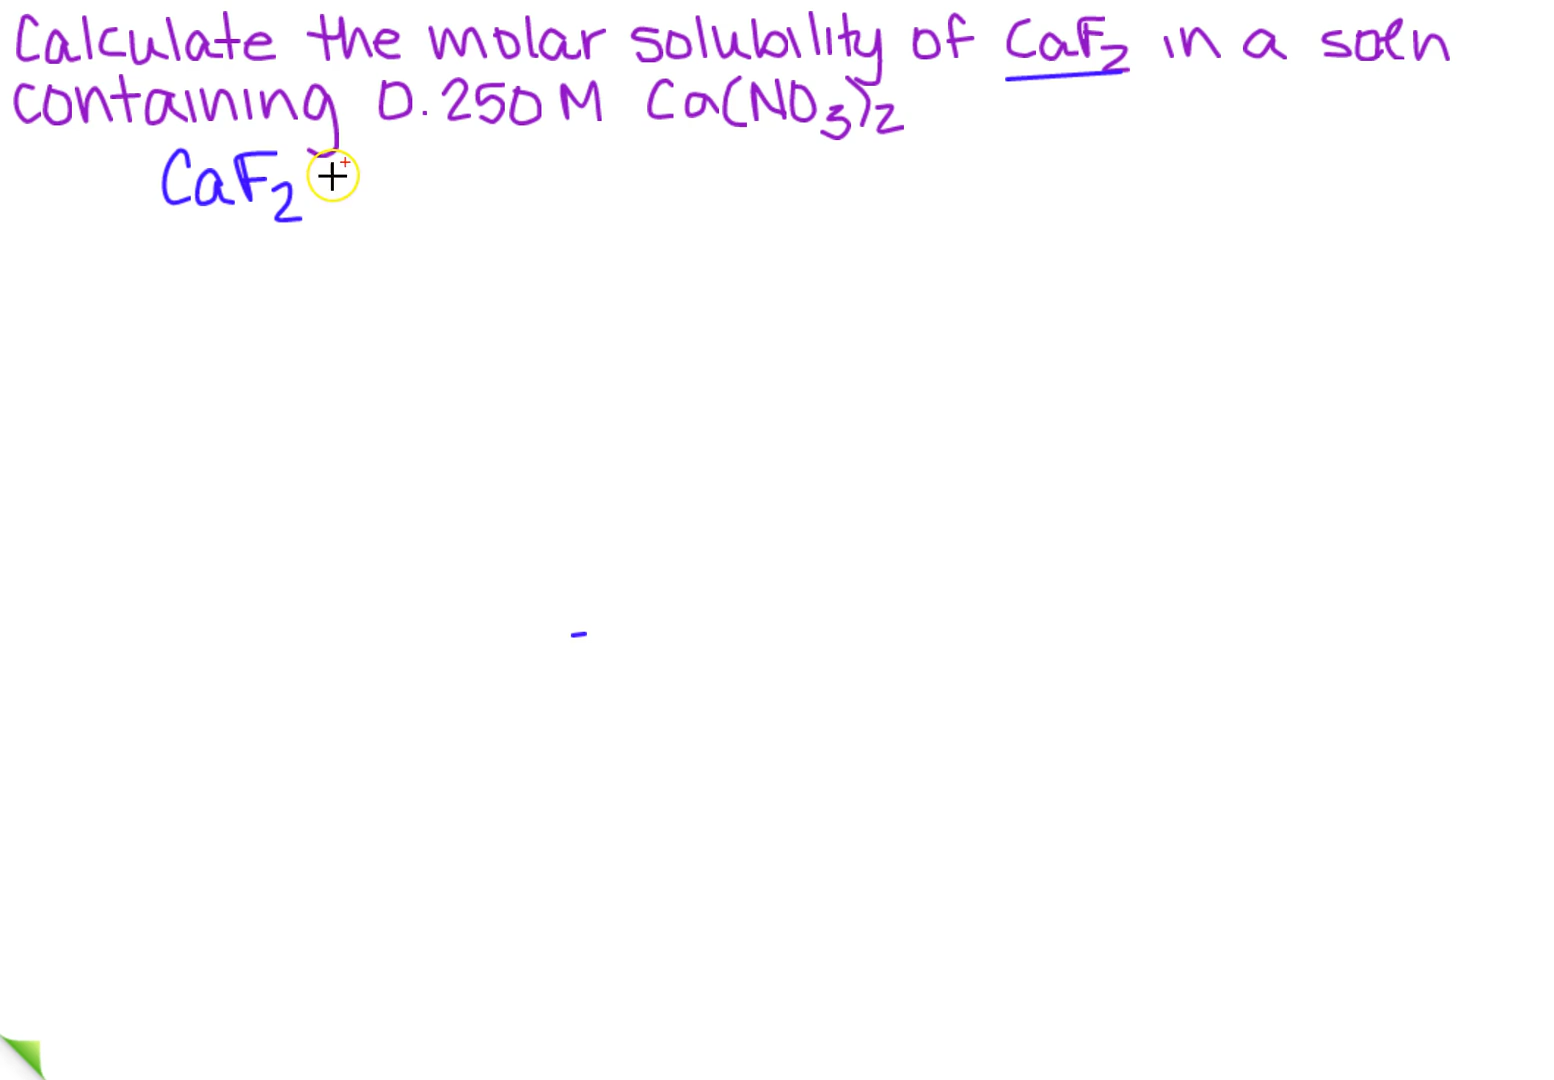 Calculate the molar solubility of CaF₂ in a soln
containing 0.250 M Ca(NO₃)₂
CaF₂